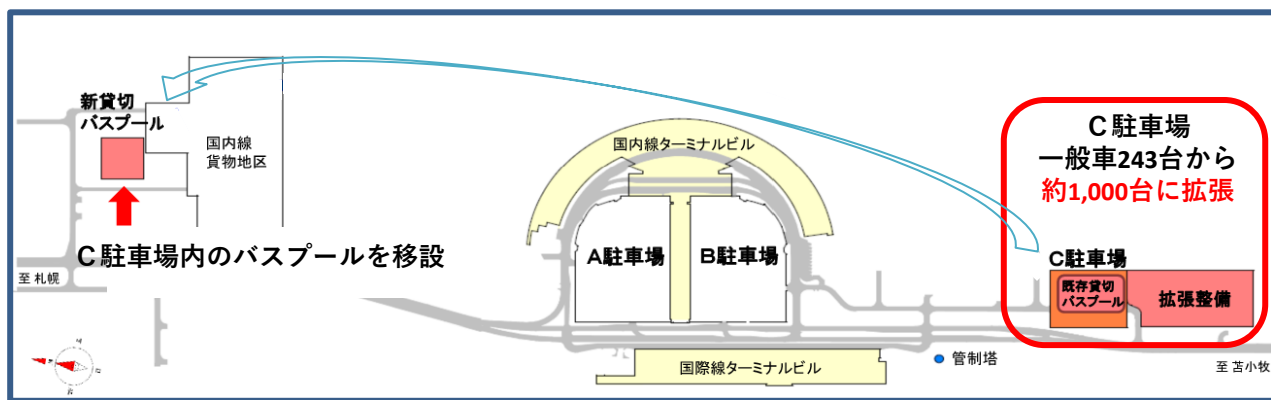 新貸切
バスプール
国内線
貨物地区
C駐車場内のバスプールを移設
至 札幌
国内線ターミナルビル
A駐車場
B駐車場
国際線ターミナルビル
管制塔
C駐車場
一般車243台から
約1,000台に拡張
C駐車場
既存貸切
バスプール
拡張整備
至 苫小牧